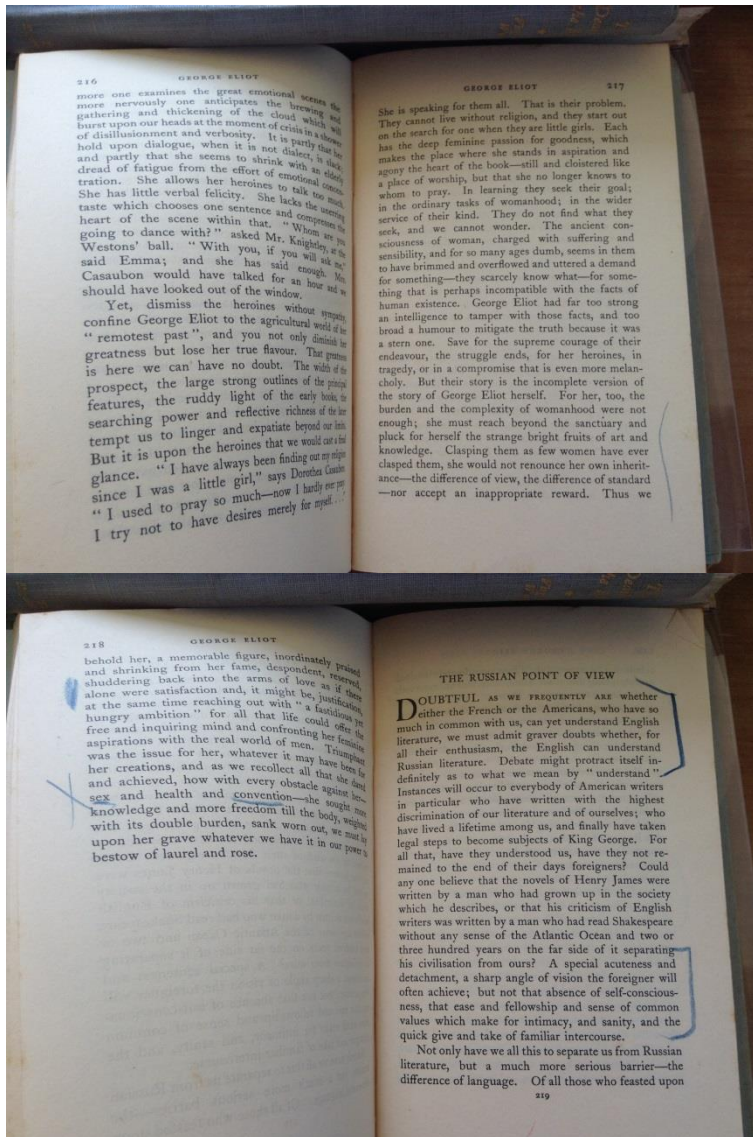 216 GEORGE ELIOT
more one examines the great emotional scenes the
more nervously one anticipates the brewing and
gathering and thickening of the cloud which will
burst upon our heads at the moment of crisis in a shower
of disillusionment and verbosity. It is partly that her
hold upon dialogue, when it is not dialect, is slack;
and partly that she seems to shrink with an elderly
dread of fatigue from the effort of emotional concen-
tration. She allows her heroines to talk too much.
She has little verbal felicity. She lacks the unerring
taste which chooses one sentence and compresses the
heart of the scene within that. "Whom are you
going to dance with?" asked Mr. Knightley, at the
Westons' ball. "With you, if you will ask me,"
said Emma; and she has said enough. Mrs.
Casaubon would have talked for an hour and we
should have looked out of the window.
Yet, dismiss the heroines without sympathy,
confine George Eliot to the agricultural world of her
"remotest past", and you not only diminish her
greatness but lose her true flavour. That greatness
is here we can have no doubt. The width of the
prospect, the large strong outlines of the principal
features, the ruddy light of the early books, the
searching power and reflective richness of the later
tempt us to linger and expatiate beyond our limits.
But it is upon the heroines that we would cast a final
glance. "I have always been finding out my religion
since I was a little girl," says Dorothea Casaubon.
"I used to pray so much—now I hardly ever pray.
I try not to have desires merely for myself. . . ."
GEORGE ELIOT 217
She is speaking for them all. That is their problem.
They cannot live without religion, and they start out
on the search for one when they are little girls. Each
has the deep feminine passion for goodness, which
makes the place where she stands in aspiration and
agony the heart of the book—still and cloistered like
a place of worship, but that she no longer knows to
whom to pray. In learning they seek their goal;
in the ordinary tasks of womanhood; in the wider
service of their kind. They do not find what they
seek, and we cannot wonder. The ancient con-
sciousness of woman, charged with suffering and
sensibility, and for so many ages dumb, seems in them
to have brimmed and overflowed and uttered a demand
for something—they scarcely know what—for some-
thing that is perhaps incompatible with the facts of
human existence. George Eliot had far too strong
an intelligence to tamper with those facts, and too
broad a humour to mitigate the truth because it was
a stern one. Save for the supreme courage of their
endeavour, the struggle ends, for her heroines, in
tragedy, or in a compromise that is even more melan-
choly. But their story is the incomplete version of
the story of George Eliot herself. For her, too, the
burden and the complexity of womanhood were not
enough; she must reach beyond the sanctuary and
pluck for herself the strange bright fruits of art and
knowledge. Clasping them as few women have ever
clasped them, she would not renounce her own inherit-
ance—the difference of view, the difference of standard
—nor accept an inappropriate reward. Thus we
218 GEORGE ELIOT
behold her, a memorable figure, inordinately praised
and shrinking from her fame, despondent, reserved,
shuddering back into the arms of love as if there
alone were satisfaction and, it might be, justification,
at the same time reaching out with "a fastidious yet
hungry ambition" for all that life could offer the
free and inquiring mind and confronting her feminine
aspirations with the real world of men. Triumphant
was the issue for her, whatever it may have been for
her creations, and as we recollect all that she dared
and achieved, how with every obstacle against her—
sex and health and convention—she sought more
knowledge and more freedom till the body, weighted
with its double burden, sank worn out, we must lay
upon her grave whatever we have it in our power to
bestow of laurel and rose.
THE RUSSIAN POINT OF VIEW
DOUBTFUL AS WE FREQUENTLY ARE whether
either the French or the Americans, who have so
much in common with us, can yet understand English
literature, we must admit graver doubts whether, for
all their enthusiasm, the English can understand
Russian literature. Debate might protract itself in-
definitely as to what we mean by "understand".
Instances will occur to everybody of American writers
in particular who have written with the highest
discrimination of our literature and of ourselves; who
have lived a lifetime among us, and finally have taken
legal steps to become subjects of King George. For
all that, have they understood us, have they not re-
mained to the end of their days foreigners? Could
any one believe that the novels of Henry James were
written by a man who had grown up in the society
which he describes, or that his criticism of English
writers was written by a man who had read Shakespeare
without any sense of the Atlantic Ocean and two or
three hundred years on the far side of it separating
his civilisation from ours? A special acuteness and
detachment, a sharp angle of vision the foreigner will
often achieve; but not that absence of self-conscious-
ness, that ease and fellowship and sense of common
values which make for intimacy, and sanity, and the
quick give and take of familiar intercourse.
Not only have we all this to separate us from Russian
literature, but a much more serious barrier—the
difference of language. Of all those who feasted upon
219